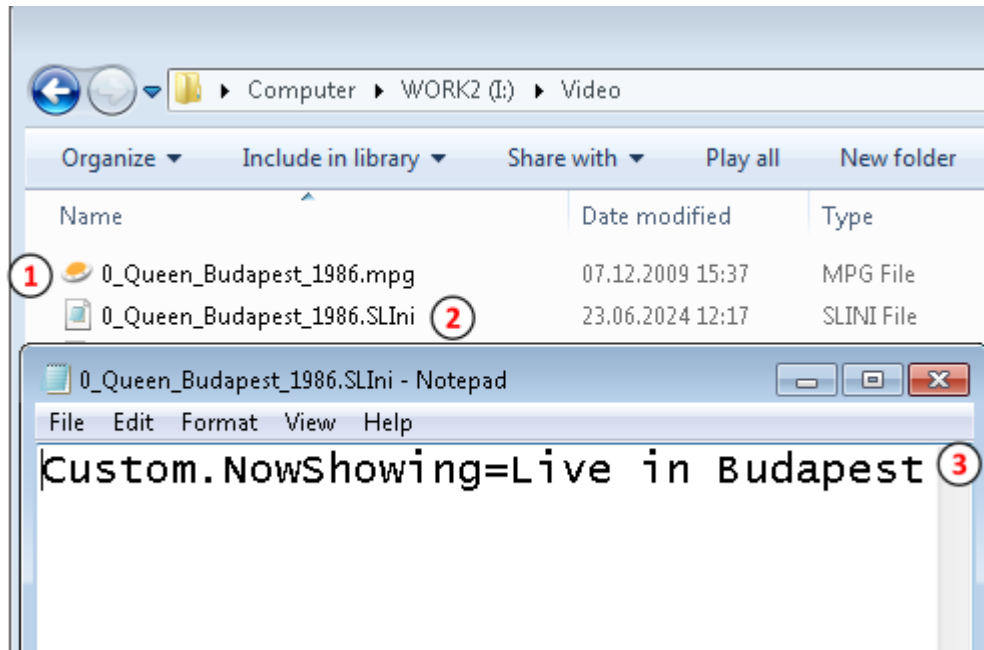 Computer WORK2 (I:) Video
Organize Include in library Share with Play all New folder
Name Date modified Type
1 0_Queen_Budapest_1986.mpg 07.12.2009 15:37 MPG File
0_Queen_Budapest_1986.SLIni 2 23.06.2024 12:17 SLINI File
0_Queen_Budapest_1986.SLIni - Notepad
File Edit Format View Help
Custom.NowShowing=Live in Budapest 3